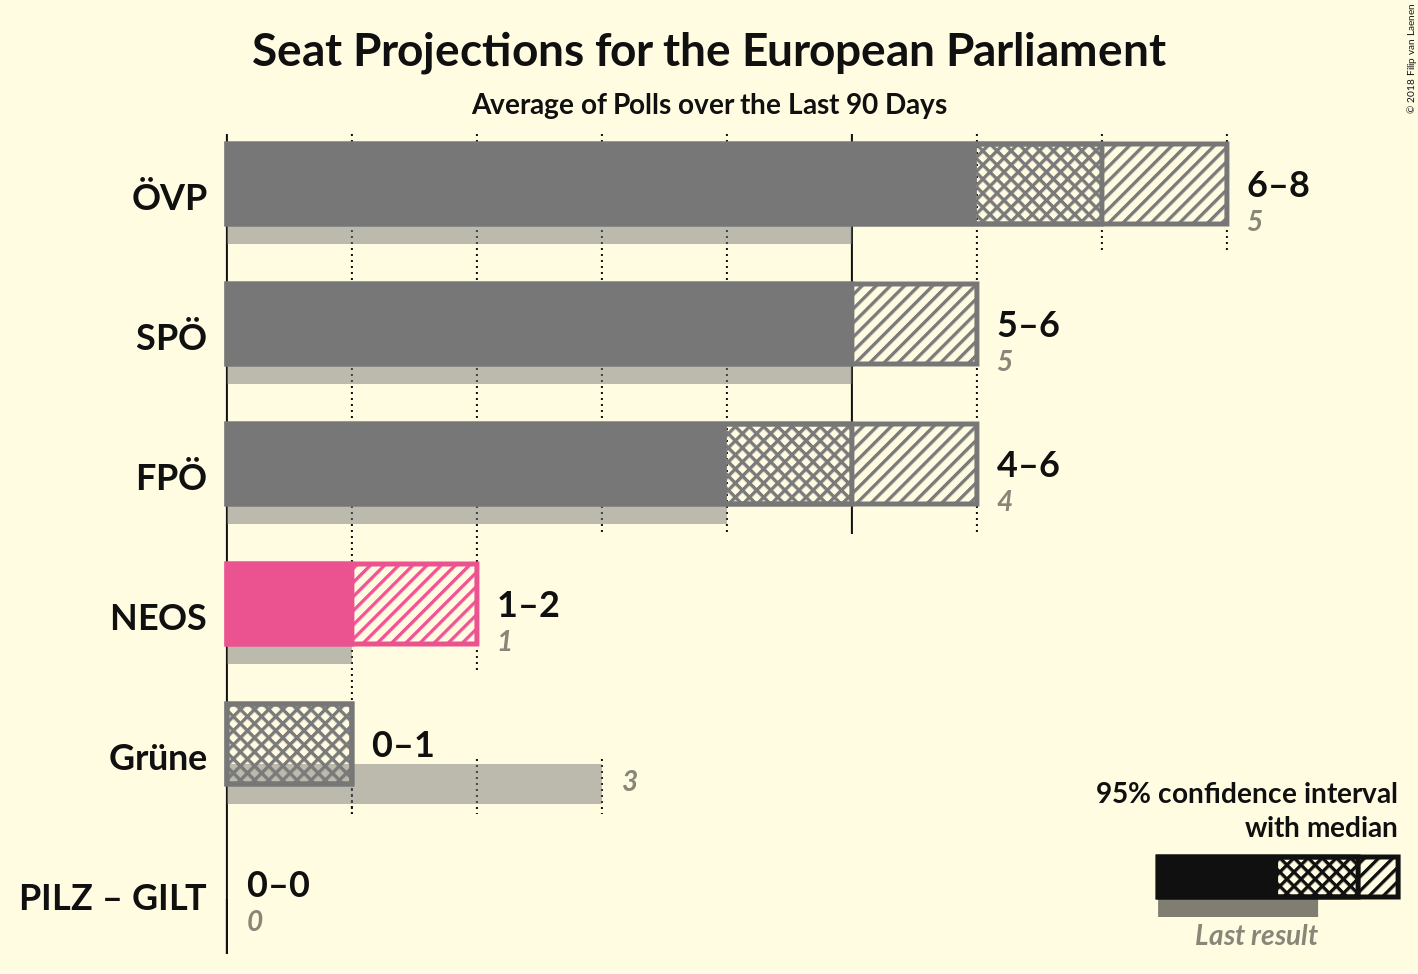 Seat Projections for the European Parliament
Average of Polls over the Last 90 Days
© 2018 Filip van Laenen
ÖVP
6–8
5
SPÖ
5–6
5
FPÖ
4–6
4
NEOS
1–2
1
Grüne
0–1
3
PILZ – GILT
0–0
0
95% confidence interval
with median
Last result